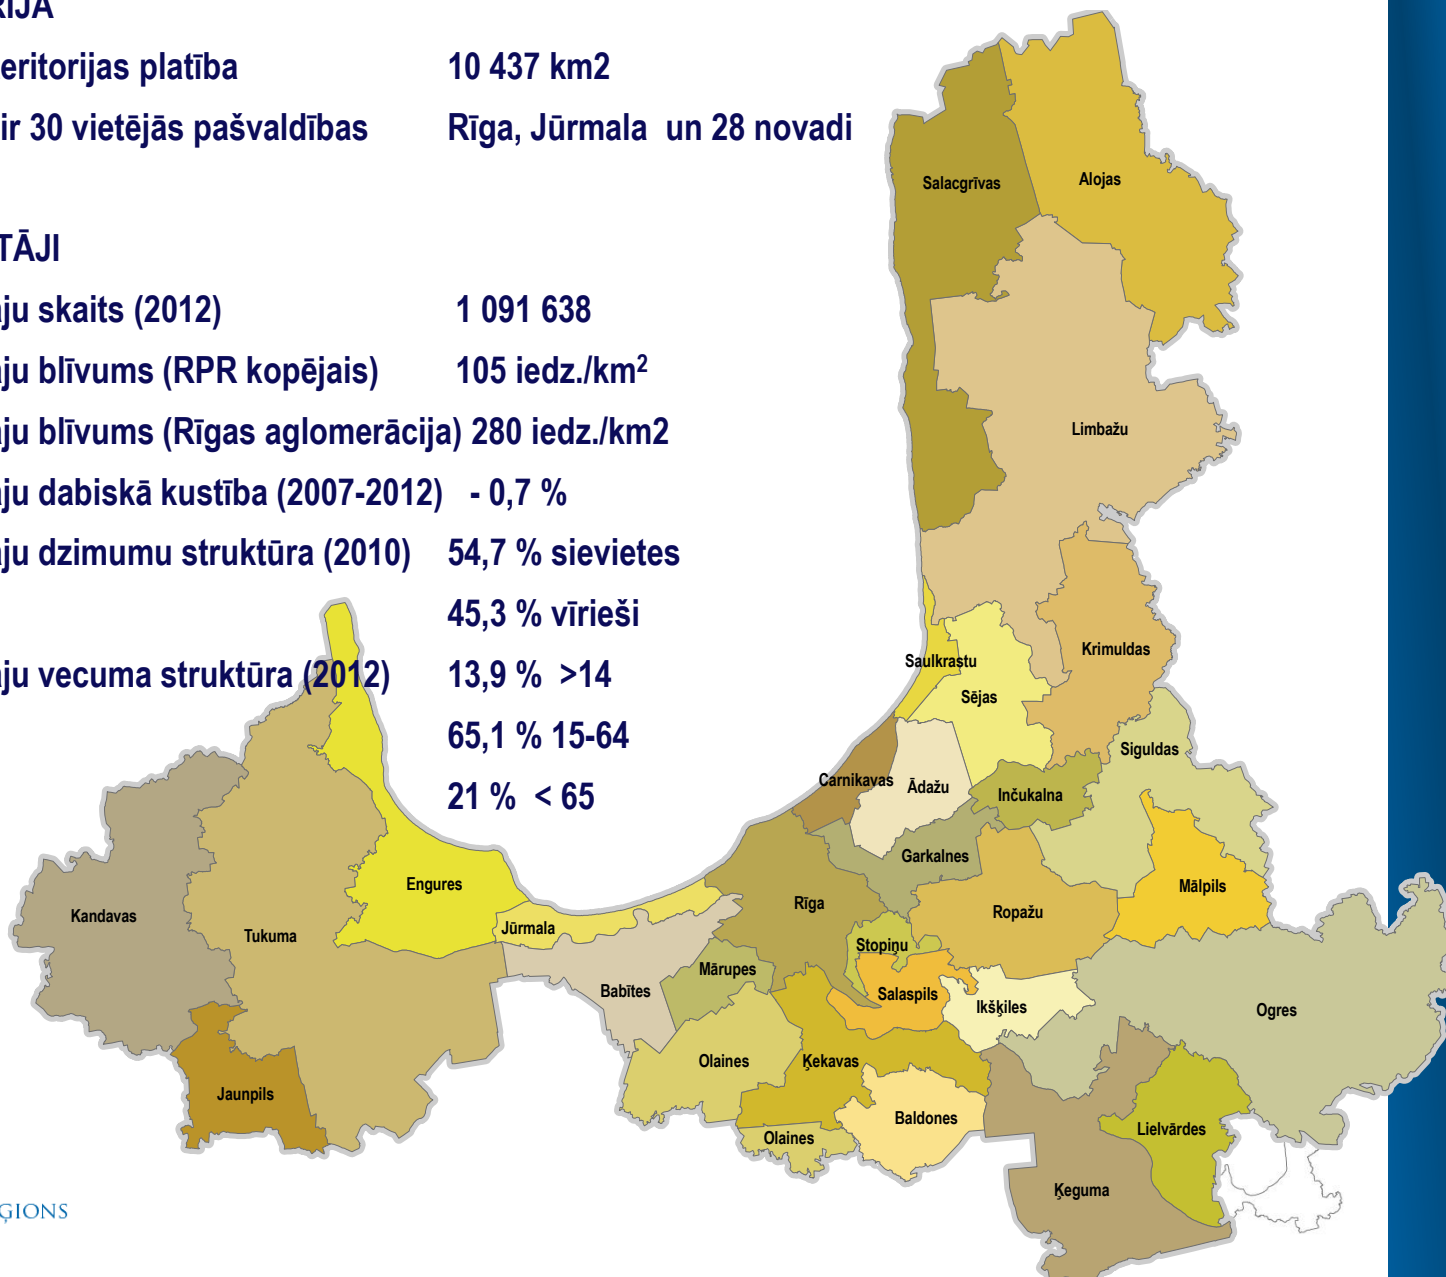 RIJA
eritorijas platība 10 437 km2
ir 30 vietējās pašvaldības Rīga, Jūrmala un 28 novadi
TĀJI
ju skaits (2012) 1 091 638
ju blīvums (RPR kopējais) 105 iedz./km²
ju blīvums (Rīgas aglomerācija) 280 iedz./km2
ju dabiskā kustība (2007-2012) - 0,7 %
ju dzimumu struktūra (2010) 54,7 % sievietes
45,3 % vīrieši
ju vecuma struktūra (2012) 13,9 % >14
65,1 % 15-64
21 % < 65
Salacgrīvas
Alojas
Limbažu
Krimuldas
Saulkrastu
Sējas
Siguldas
Carnikavas
Ādažu
Inčukalna
Garkalnes
Mālpils
Engures
Rīga
Ropažu
Kandavas
Tukuma
Jūrmala
Stopiņu
Mārupes
Babītes
Salaspils
Ikšķiles
Ogres
Olaines
Ķekavas
Jaunpils
Baldones
Lielvārdes
Olaines
Ķeguma
ĢIONS